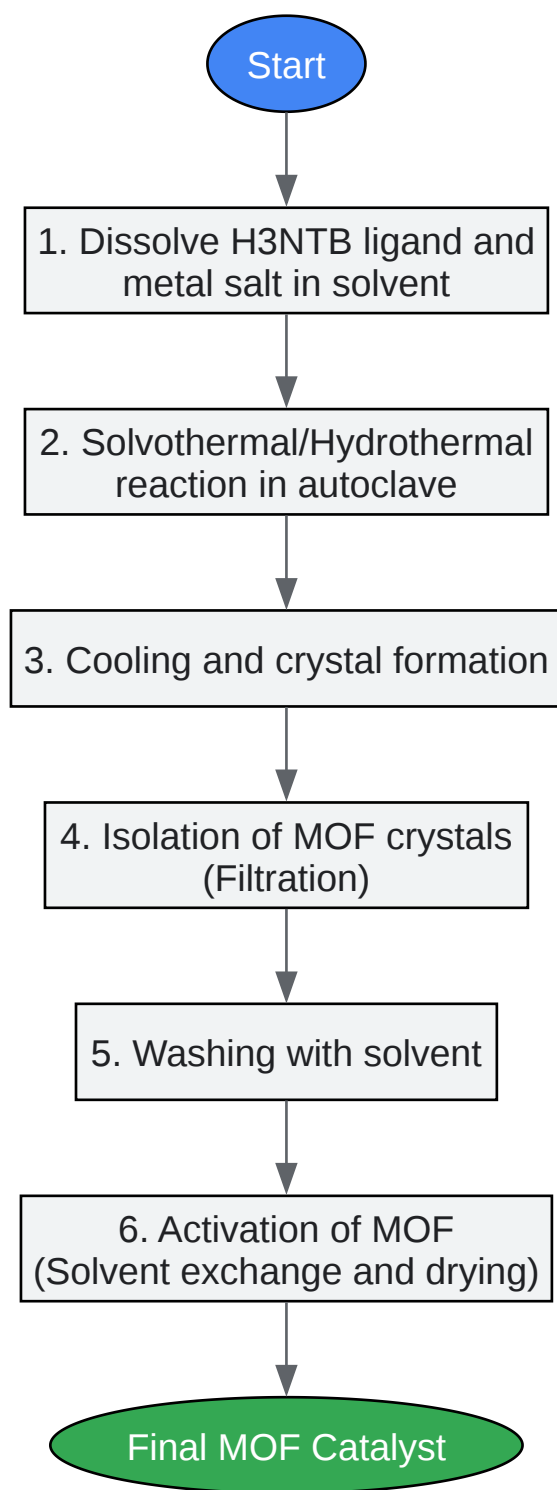 Start
1. Dissolve H3NTB ligand and
metal salt in solvent
2. Solvothermal/Hydrothermal
reaction in autoclave
3. Cooling and crystal formation
4. Isolation of MOF crystals
(Filtration)
5. Washing with solvent
6. Activation of MOF
(Solvent exchange and drying)
Final MOF Catalyst